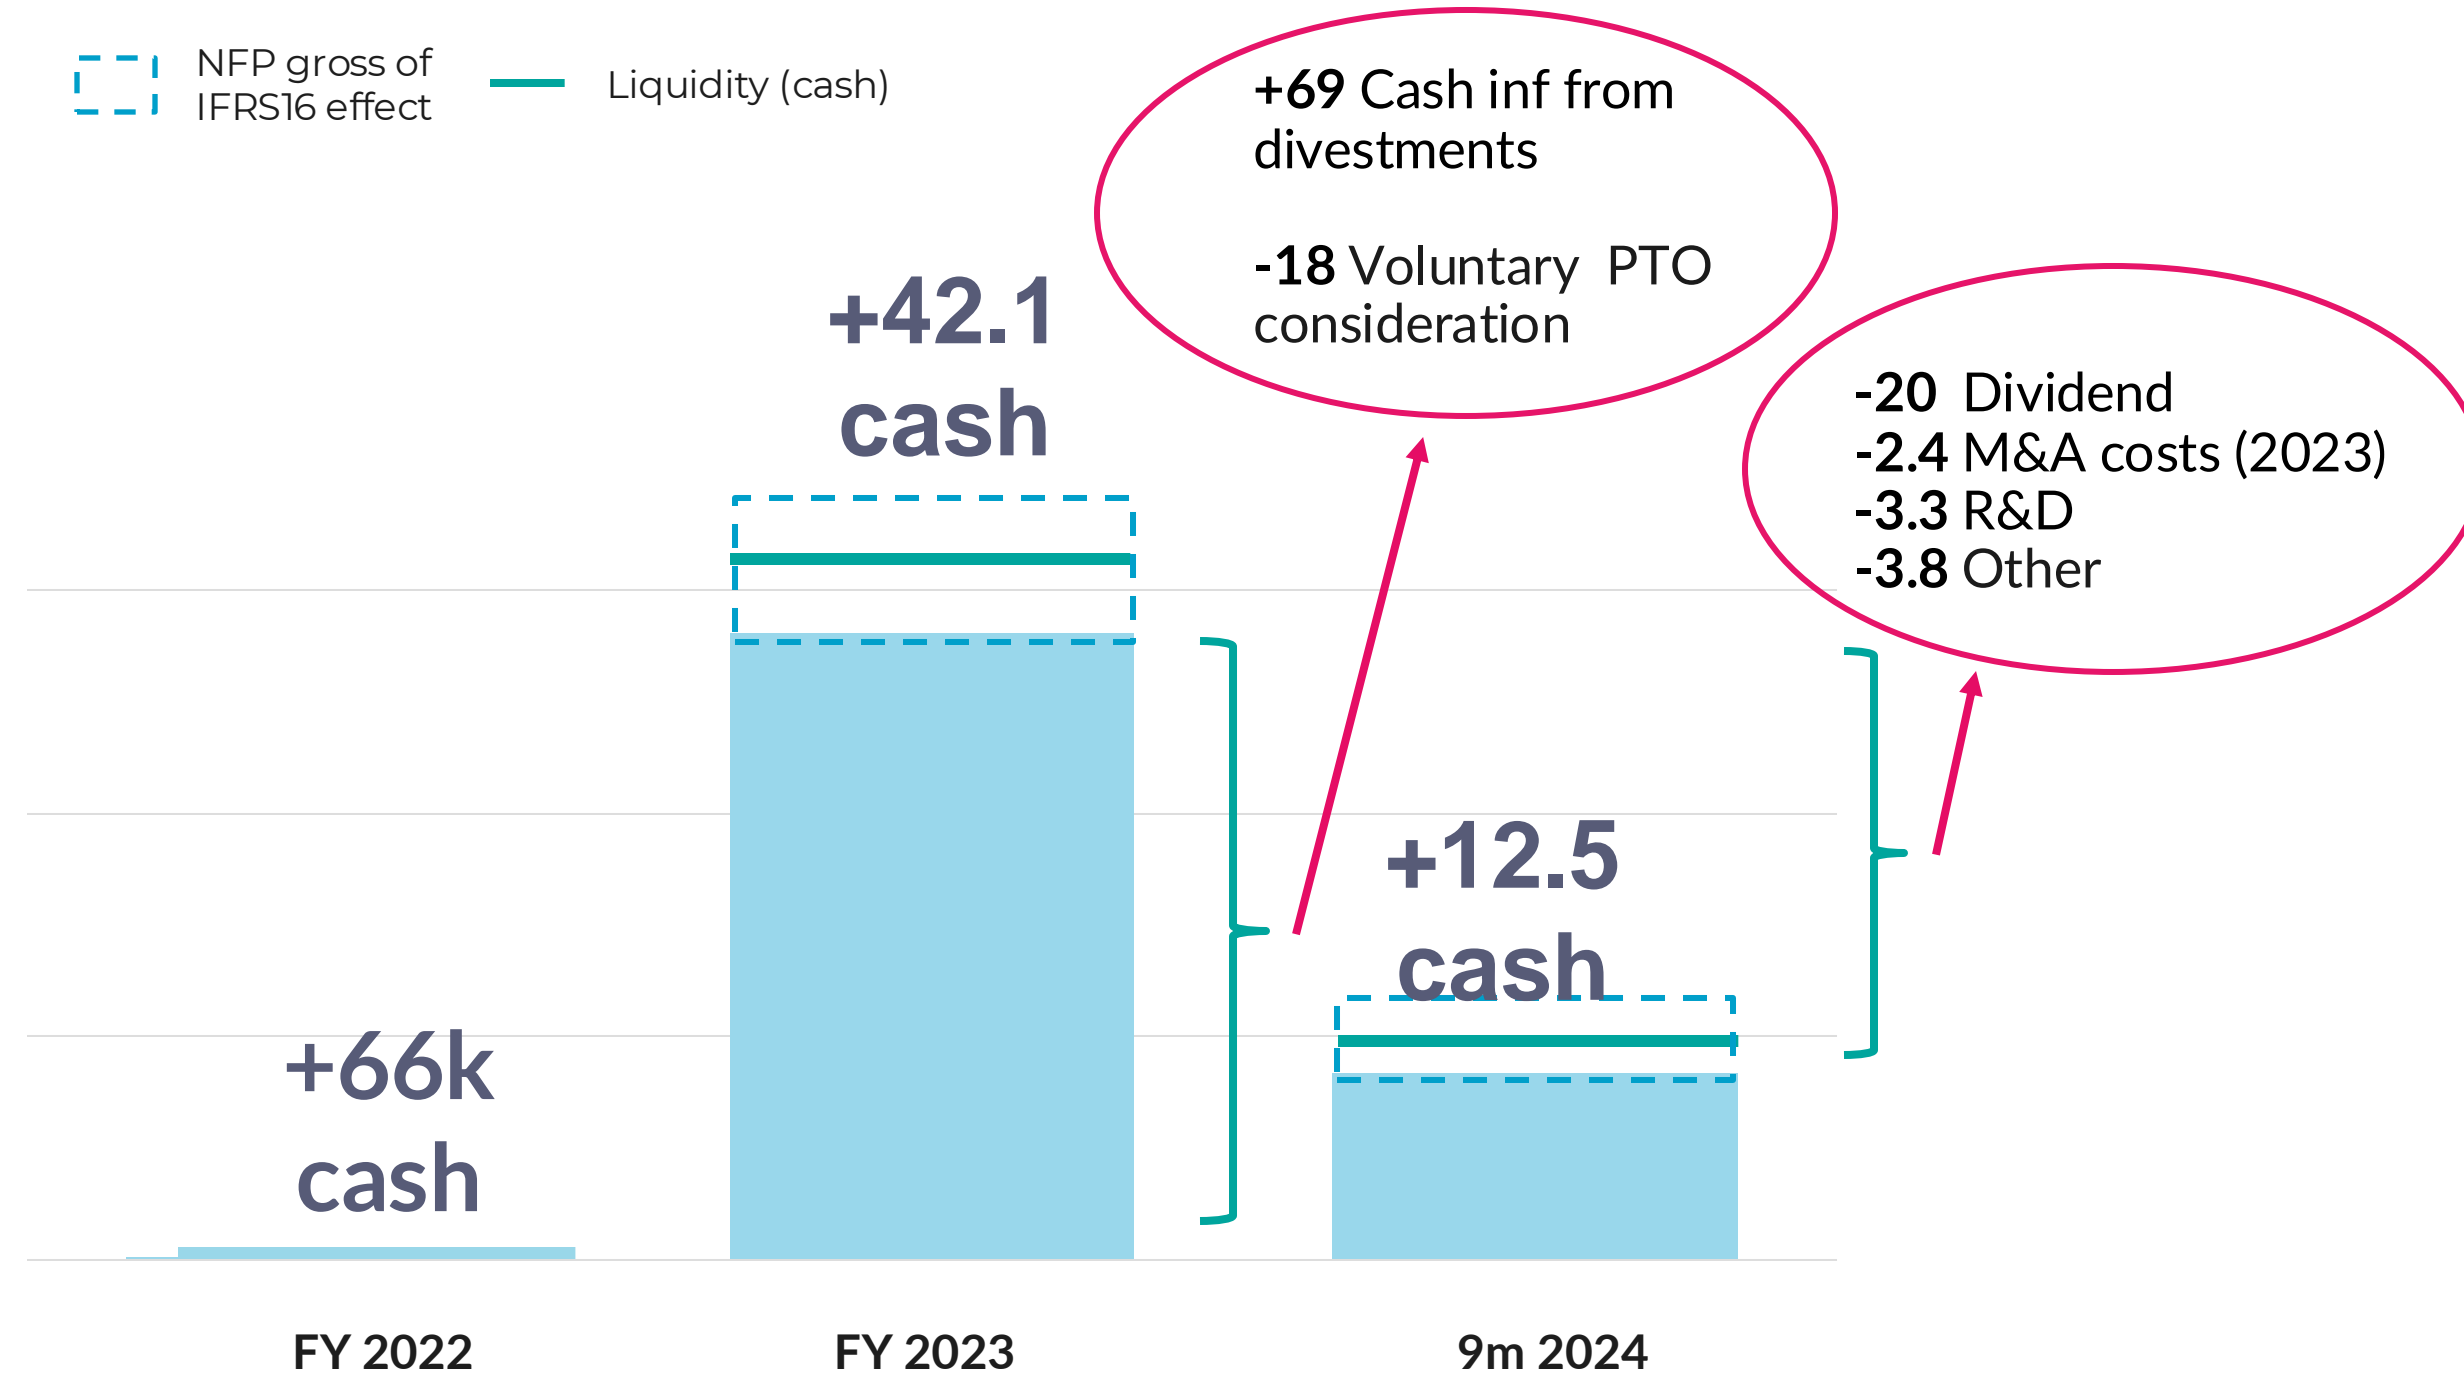 NFP gross of
IFRS16 effect
Liquidity (cash)
+69 Cash inf from
divestments
-18 Voluntary PTO
consideration
-20 Dividend
-2.4 M&A costs (2023)
-3.3 R&D
-3.8 Other
+42.1
cash
+12.5
cash
+66k
cash
FY 2022
FY 2023
9m 2024